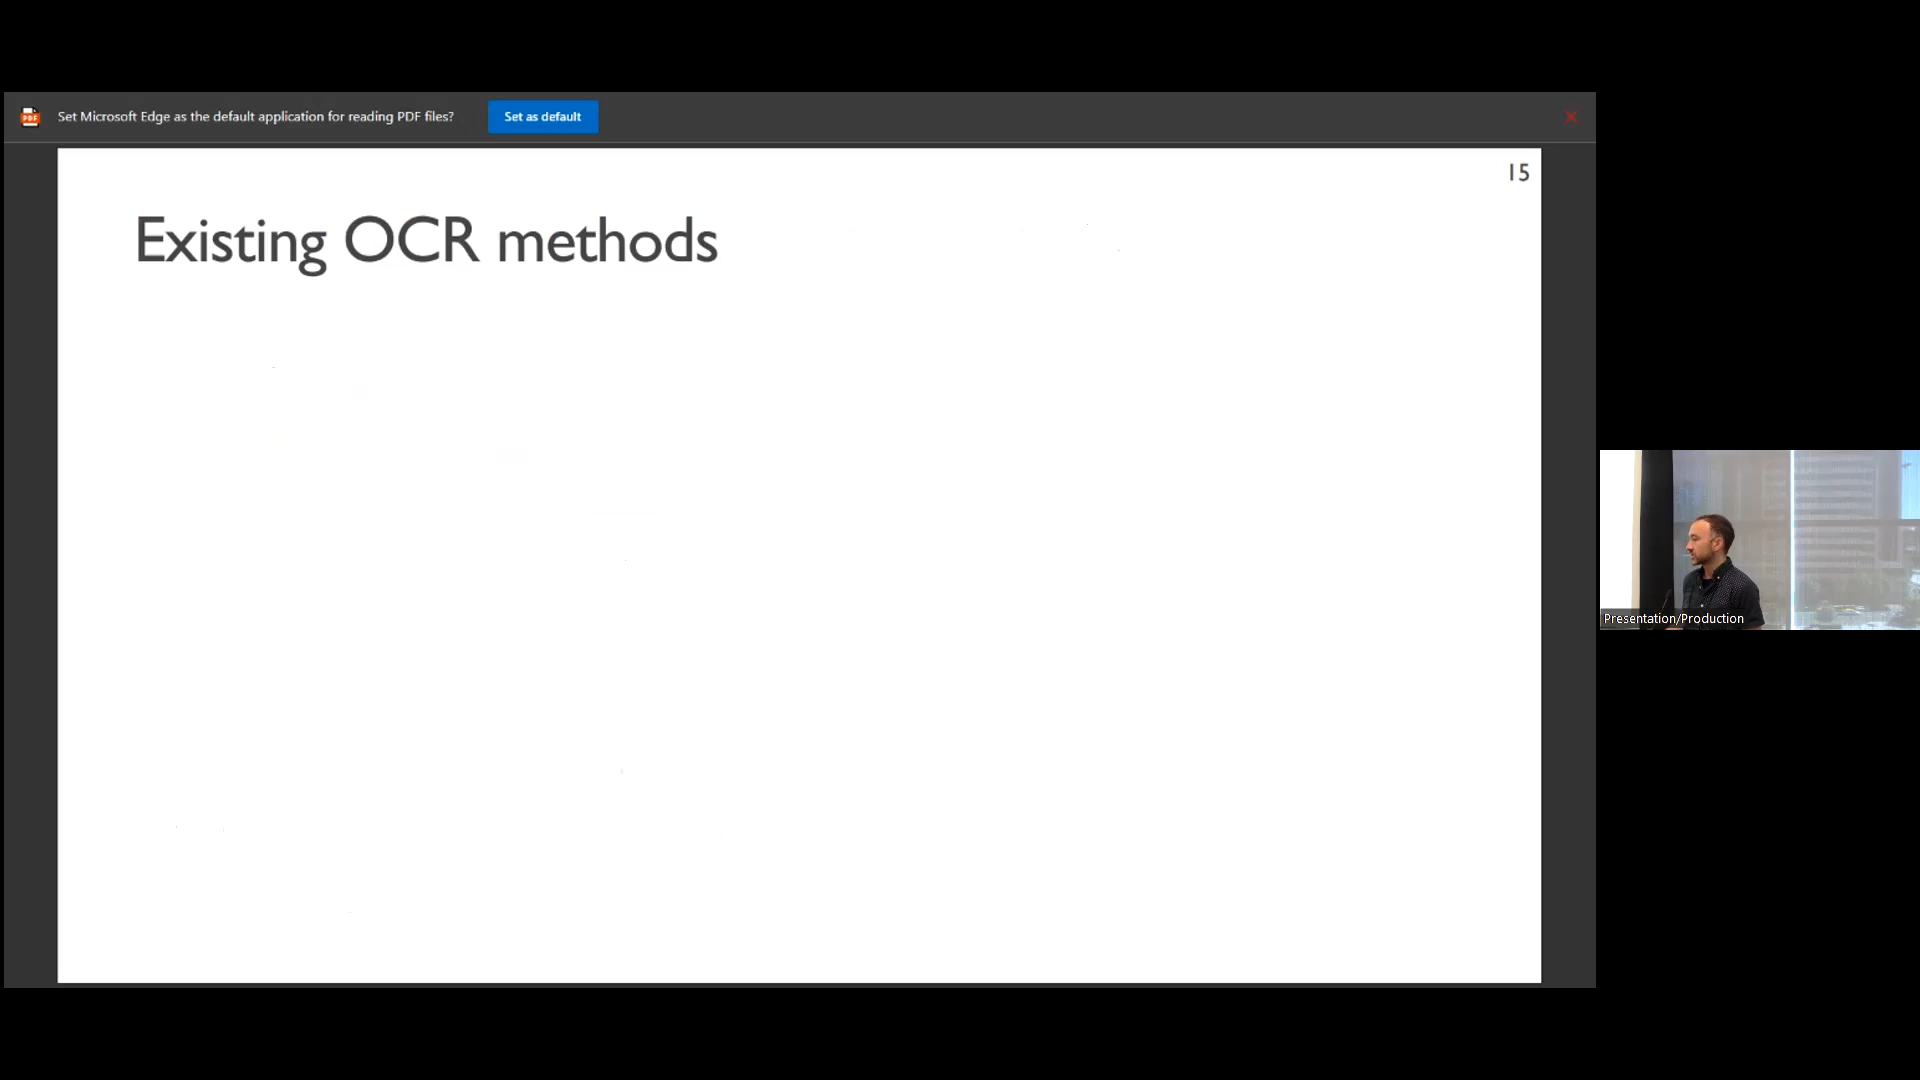 Set Microsoft Edge as the default application for reading PDF files?
Set as default
15
Existing OCR methods
Presentation/Production